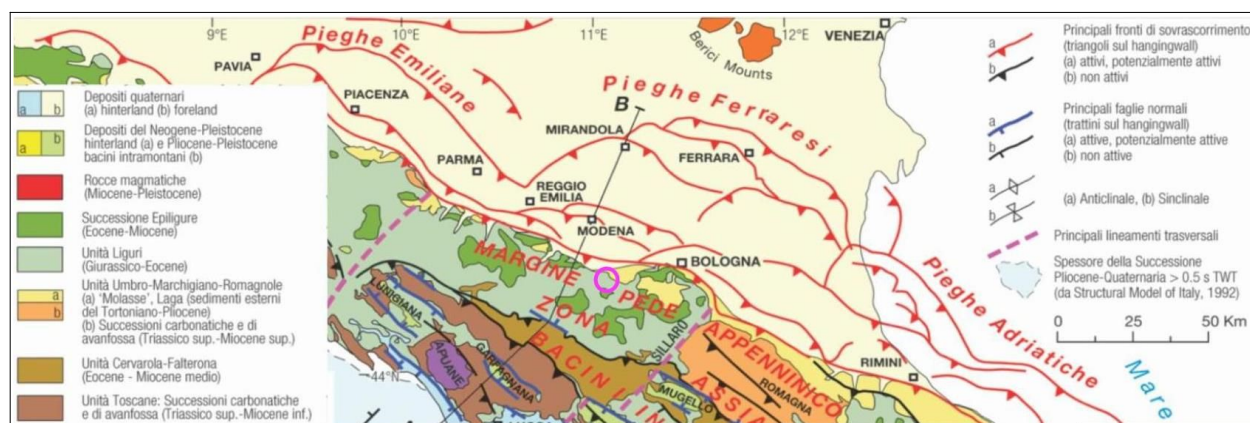 9°E
10°
11°
12°
VENEZIA
Berici Mounts
PAVIA
PIACENZA
PARMA
REGGIO
EMILIA
MODENA
MIRANDOLA
FERRARA
BOLOGNA
RIMINI
B
Pieghe Emiliane
Pieghe Ferraresi
Pieghe Adriatiche
MARGINE PEDE APPENNINICO
ZONA ASSIA
BACINI IN
LUNIGIANA
APUANE
GARFAGNANA
SILLARO
MUGELLO
ROMAGNA
44°N
Mare
a b
Depositi quaternari
(a) hinterland (b) foreland
a b
Depositi del Neogene-Pleistocene
hinterland (a) e Pliocene-Pleistocene
bacini intramontani (b)
Rocce magmatiche
(Miocene-Pleistocene)
Successione Epiligure
(Eocene-Miocene)
Unità Liguri
(Giurassico-Eocene)
a
b
Unità Umbro-Marchigiano-Romagnole
(a) 'Molasse', Laga (sedimenti esterni
del Tortoniano-Pliocene)
(b) Successioni carbonatiche e di
avanfossa (Triassico sup.-Miocene sup.)
Unità Cervarola-Falterona
(Eocene - Miocene medio)
Unità Toscane: Successioni carbonatiche
e di avanfossa (Triassico sup.-Miocene inf.)
a
b
Principali fronti di sovrascorrimento
(triangoli sul hangingwall)
(a) attivi, potenzialmente attivi
(b) non attivi
a
b
Principali faglie normali
(trattini sul hangingwall)
(a) attive, potenzialmente attive
(b) non attive
a
b
(a) Anticlinale, (b) Sinclinale
Principali lineamenti trasversali
Spessore della Successione
Pliocene-Quaternaria > 0.5 s TWT
(da Structural Model of Italy, 1992)
0 25 50 Km